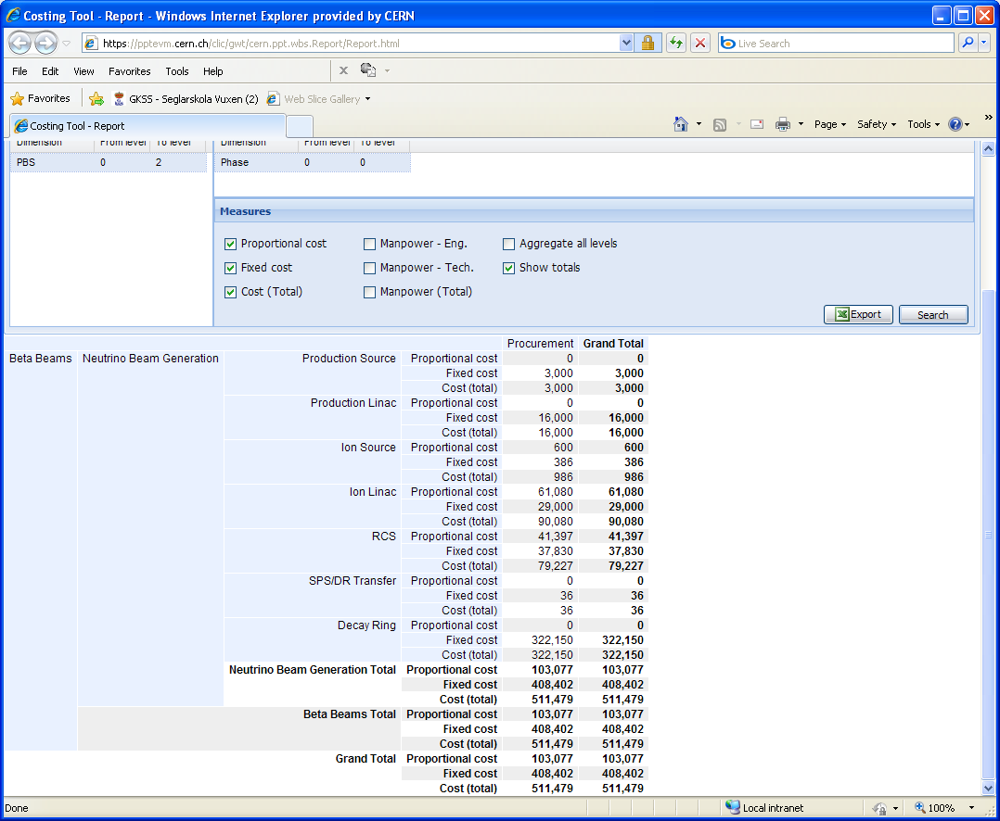 Costing Tool - Report - Windows Internet Explorer provided by CERN
https://pptevm.cern.ch/clic/gwt/cern.ppt.wbs.Report/Report.html Live Search
File Edit View Favorites Tools Help
Favorites GKSS - Seglarskola Vuxen (2) Web Slice Gallery
Costing Tool - Report Page Safety Tools »
Dimension From level To level Dimension From level To level
PBS 0 2 Phase 0 0
Measures
Proportional cost Manpower - Eng. Aggregate all levels
Fixed cost Manpower - Tech. Show totals
Cost (Total) Manpower (Total)
Export Search
Procurement Grand Total
Beta Beams Neutrino Beam Generation Production Source Proportional cost 0 0
Fixed cost 3,000 3,000
Cost (total) 3,000 3,000
Production Linac Proportional cost 0 0
Fixed cost 16,000 16,000
Cost (total) 16,000 16,000
Ion Source Proportional cost 600 600
Fixed cost 386 386
Cost (total) 986 986
Ion Linac Proportional cost 61,080 61,080
Fixed cost 29,000 29,000
Cost (total) 90,080 90,080
RCS Proportional cost 41,397 41,397
Fixed cost 37,830 37,830
Cost (total) 79,227 79,227
SPS/DR Transfer Proportional cost 0 0
Fixed cost 36 36
Cost (total) 36 36
Decay Ring Proportional cost 0 0
Fixed cost 322,150 322,150
Cost (total) 322,150 322,150
Neutrino Beam Generation Total Proportional cost 103,077 103,077
Fixed cost 408,402 408,402
Cost (total) 511,479 511,479
Beta Beams Total Proportional cost 103,077 103,077
Fixed cost 408,402 408,402
Cost (total) 511,479 511,479
Grand Total Proportional cost 103,077 103,077
Fixed cost 408,402 408,402
Cost (total) 511,479 511,479
Done Local intranet 100%